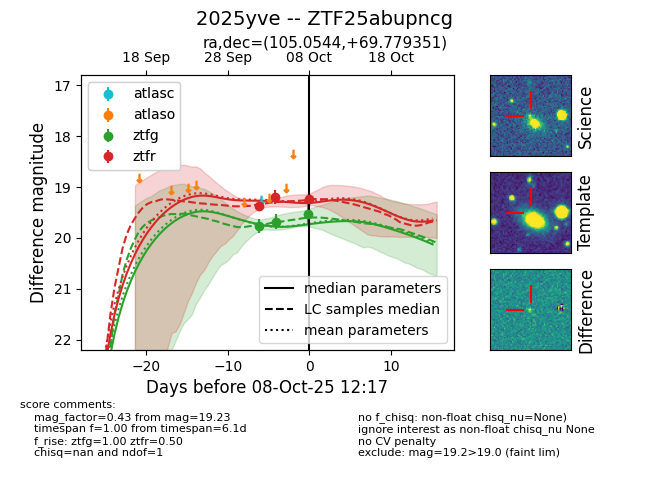 2025yve -- ZTF25abupncg
ra,dec=(105.0544,+69.779351)
18 Sep
28 Sep
08 Oct
18 Oct
17
18
19
20
21
22
Difference magnitude
atlasc
atlaso
ztfg
ztfr
median parameters
LC samples median
mean parameters
−20
−10
0
10
Days before 08-Oct-25 12:17
Science
Template
Difference
score comments:
mag_factor=0.43 from mag=19.23
timespan f=1.00 from timespan=6.1d
f_rise: ztfg=1.00 ztfr=0.50
chisq=nan and ndof=1
no f_chisq: non-float chisq_nu=None)
ignore interest as non-float chisq_nu None
no CV penalty
exclude: mag=19.2>19.0 (faint lim)